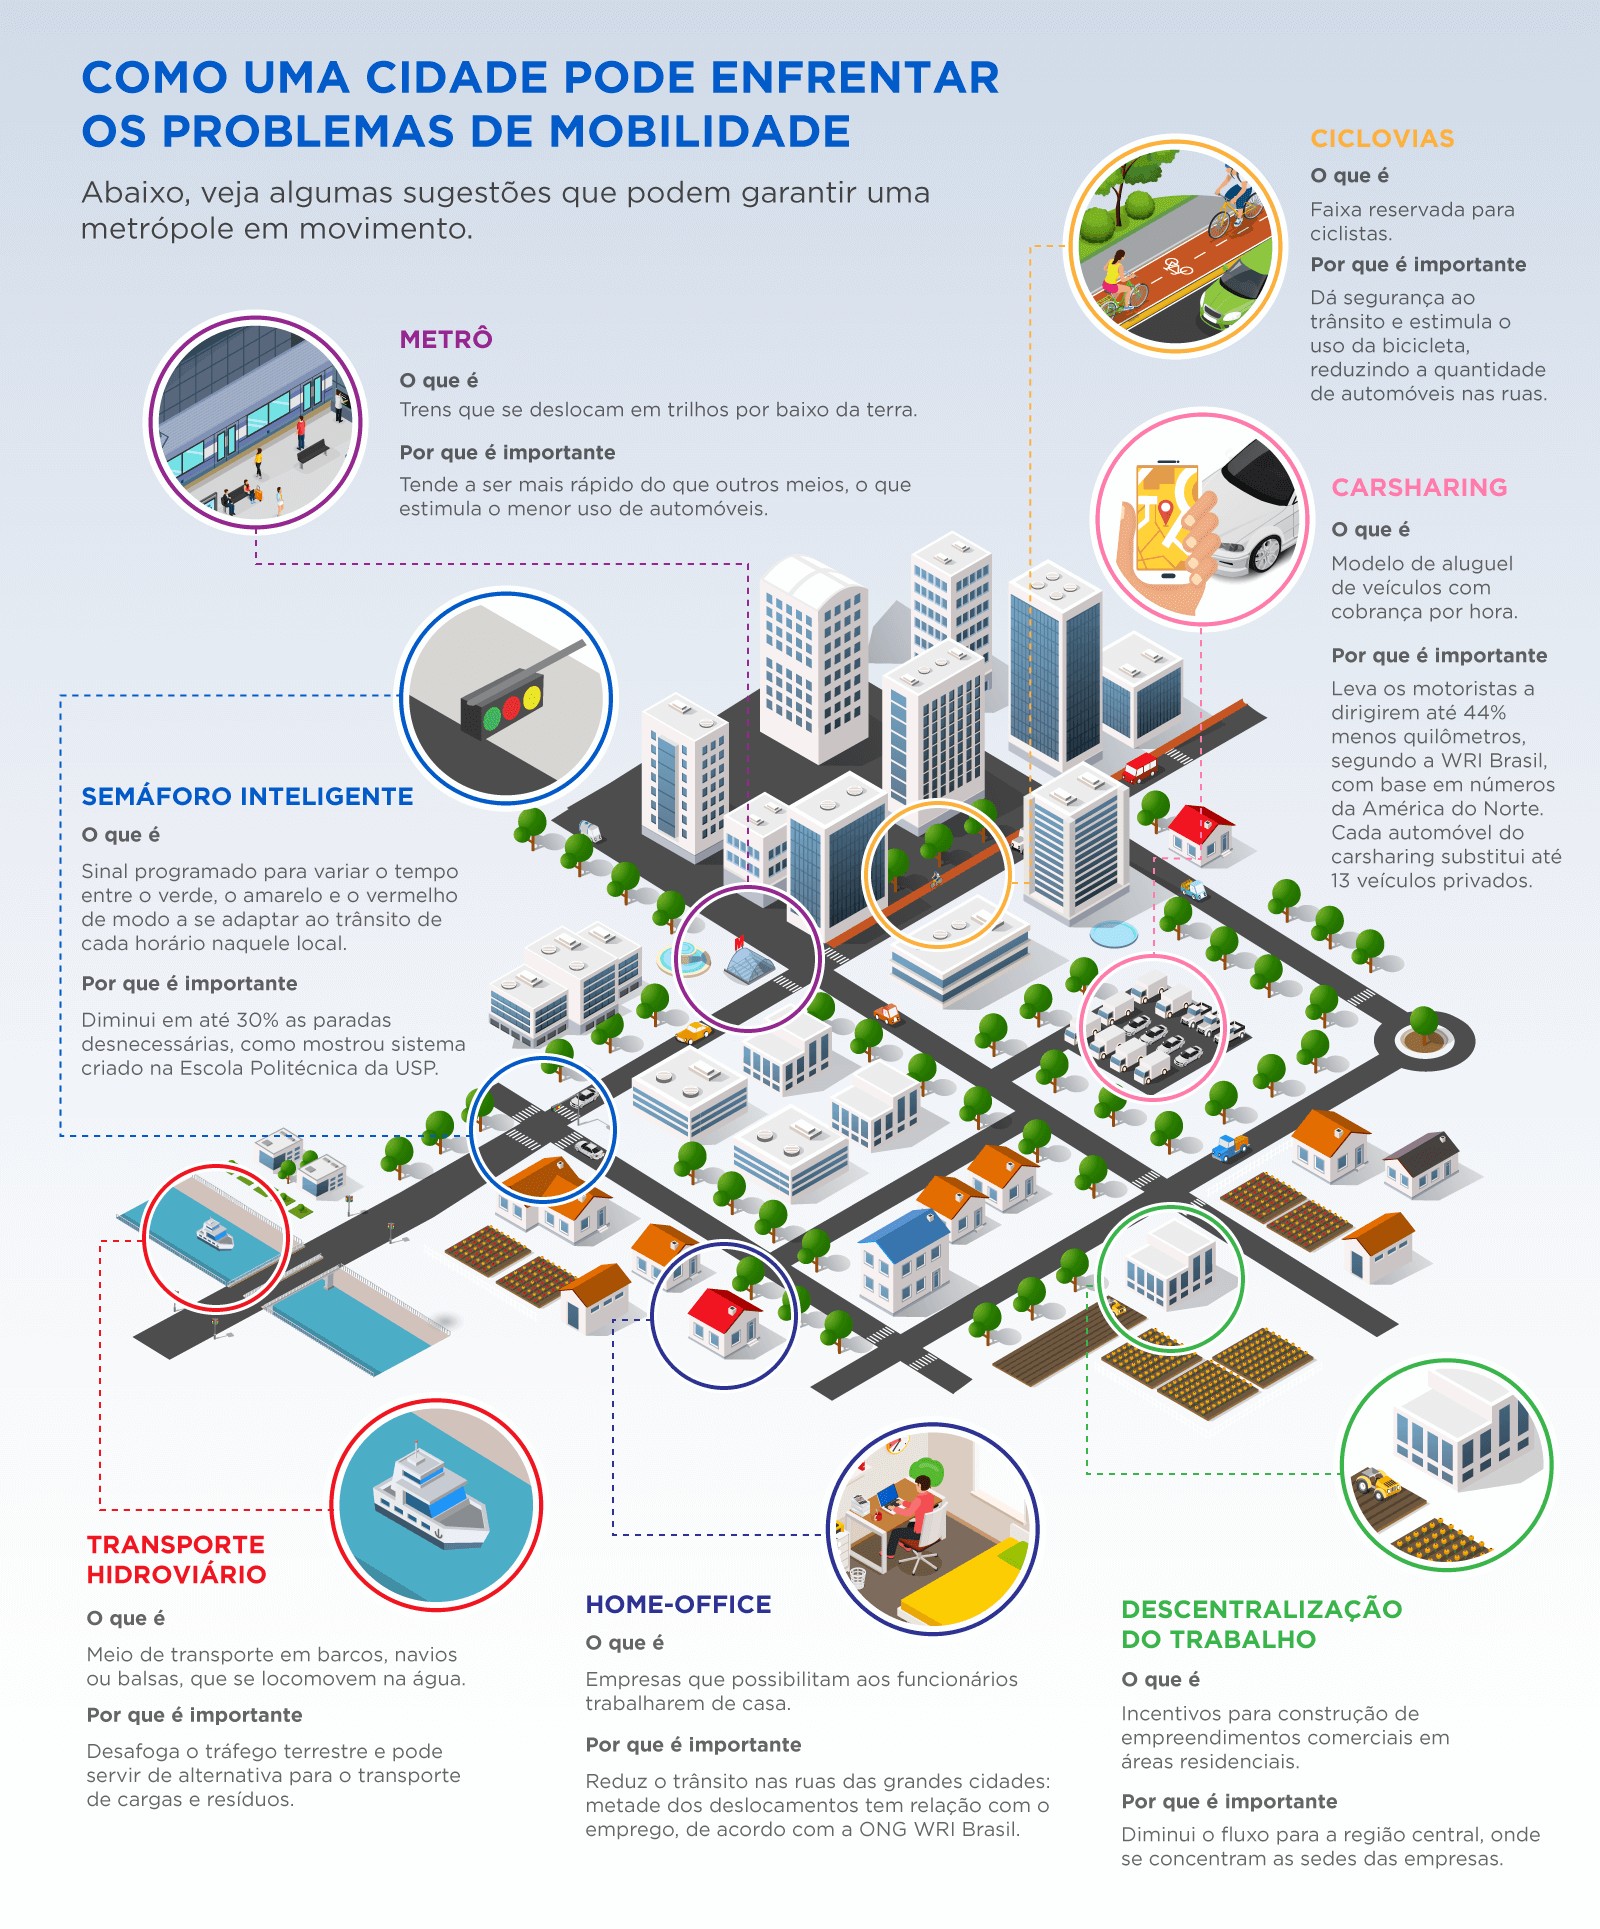 COMO UMA CIDADE PODE ENFRENTAR
OS PROBLEMAS DE MOBILIDADE
Abaixo, veja algumas sugestões que podem garantir uma
metrópole em movimento.
CICLOVIAS
O que é
Faixa reservada para
ciclistas.
Por que é importante
Dá segurança ao
trânsito e estimula o
uso da bicicleta,
reduzindo a quantidade
de automóveis nas ruas.
METRÔ
O que é
Trens que se deslocam em trilhos por baixo da terra.
Por que é importante
Tende a ser mais rápido do que outros meios, o que
estimula o menor uso de automóveis.
CARSHARING
O que é
Modelo de aluguel
de veículos com
cobrança por hora.
Por que é importante
Leva os motoristas a
dirigirem até 44%
menos quilômetros,
segundo a WRI Brasil,
com base em números
da América do Norte.
Cada automóvel do
carsharing substitui até
13 veículos privados.
SEMÁFORO INTELIGENTE
O que é
Sinal programado para variar o tempo
entre o verde, o amarelo e o vermelho
de modo a se adaptar ao trânsito de
cada horário naquele local.
Por que é importante
Diminui em até 30% as paradas
desnecessárias, como mostrou sistema
criado na Escola Politécnica da USP.
M
TRANSPORTE
HIDROVIÁRIO
O que é
Meio de transporte em barcos, navios
ou balsas, que se locomovem na água.
Por que é importante
Desafoga o tráfego terrestre e pode
servir de alternativa para o transporte
de cargas e resíduos.
HOME-OFFICE
O que é
Empresas que possibilitam aos funcionários
trabalharem de casa.
Por que é importante
Reduz o trânsito nas ruas das grandes cidades:
metade dos deslocamentos tem relação com o
emprego, de acordo com a ONG WRI Brasil.
DESCENTRALIZAÇÃO
DO TRABALHO
O que é
Incentivos para construção de
empreendimentos comerciais em
áreas residenciais.
Por que é importante
Diminui o fluxo para a região central, onde
se concentram as sedes das empresas.